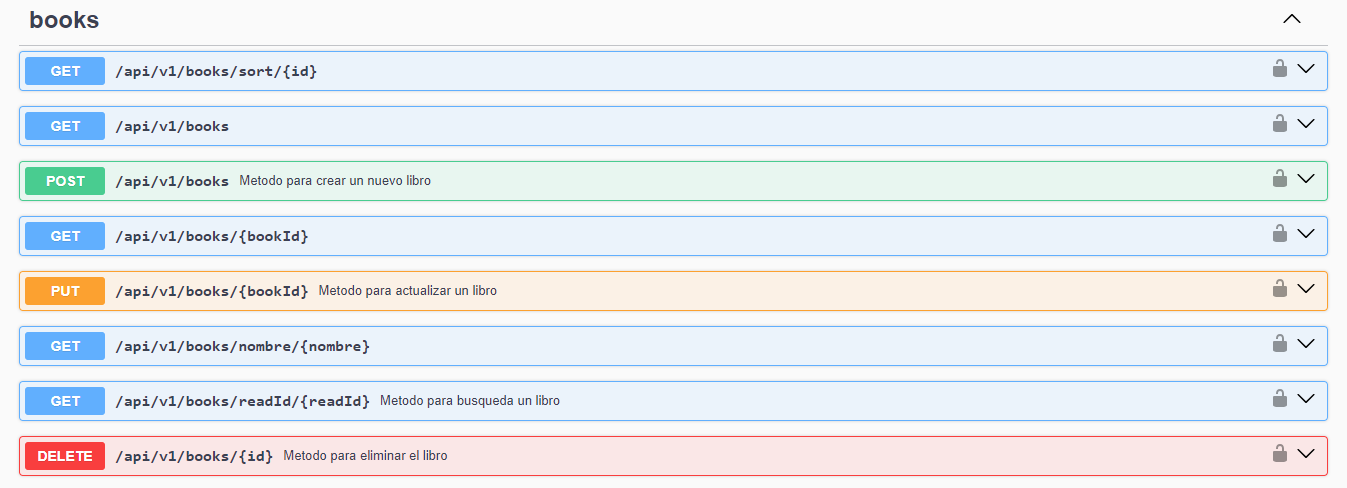 books
GET /api/v1/books/sort/{id}
GET /api/v1/books
POST /api/v1/books Metodo para crear un nuevo libro
GET /api/v1/books/{bookId}
PUT /api/v1/books/{bookId} Metodo para actualizar un libro
GET /api/v1/books/nombre/{nombre}
GET /api/v1/books/readId/{readId} Metodo para busqueda un libro
DELETE /api/v1/books/{id} Metodo para eliminar el libro